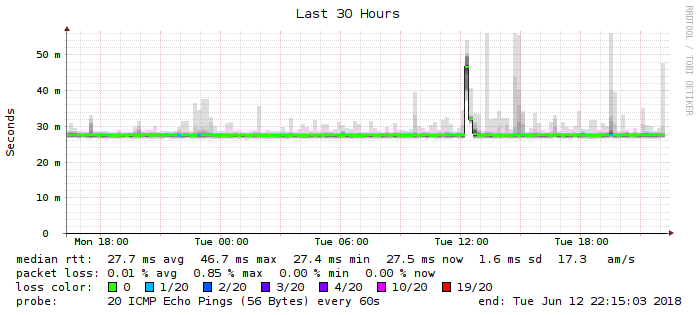 Last 30 Hours
RRDTOOL / TOBI OETIKER
Seconds
50 m
40 m
30 m
20 m
10 m
0
Mon 18:00 Tue 00:00 Tue 06:00 Tue 12:00 Tue 18:00
median rtt: 27.7 ms avg 46.7 ms max 27.4 ms min 27.5 ms now 1.6 ms sd 17.3 am/s
packet loss: 0.01 % avg 0.85 % max 0.00 % min 0.00 % now
loss color: 0 1/20 2/20 3/20 4/20 10/20 19/20
probe: 20 ICMP Echo Pings (56 Bytes) every 60s end: Tue Jun 12 22:15:03 2018